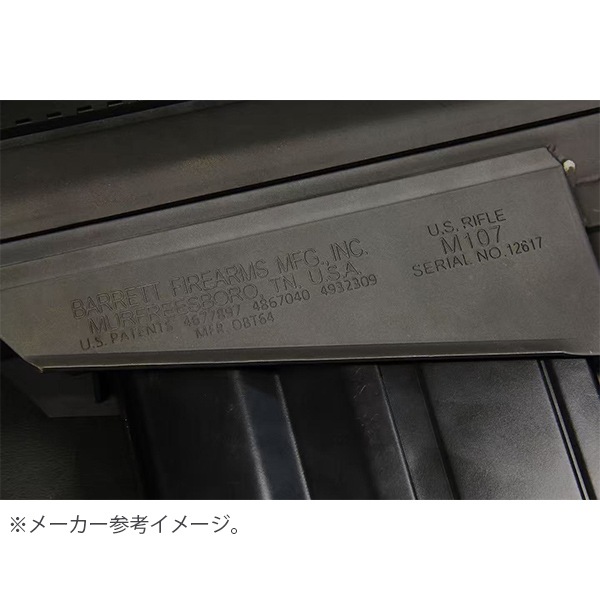 BARRETT FIREARMS MFG., INC.
MURFREESBORO, TN, U.S.A.
U.S. PATENTS 4677897 4867040 4932309
MFR. OBT64
U.S. RIFLE
M107
SERIAL NO. 12617
※メーカー参考イメージ。